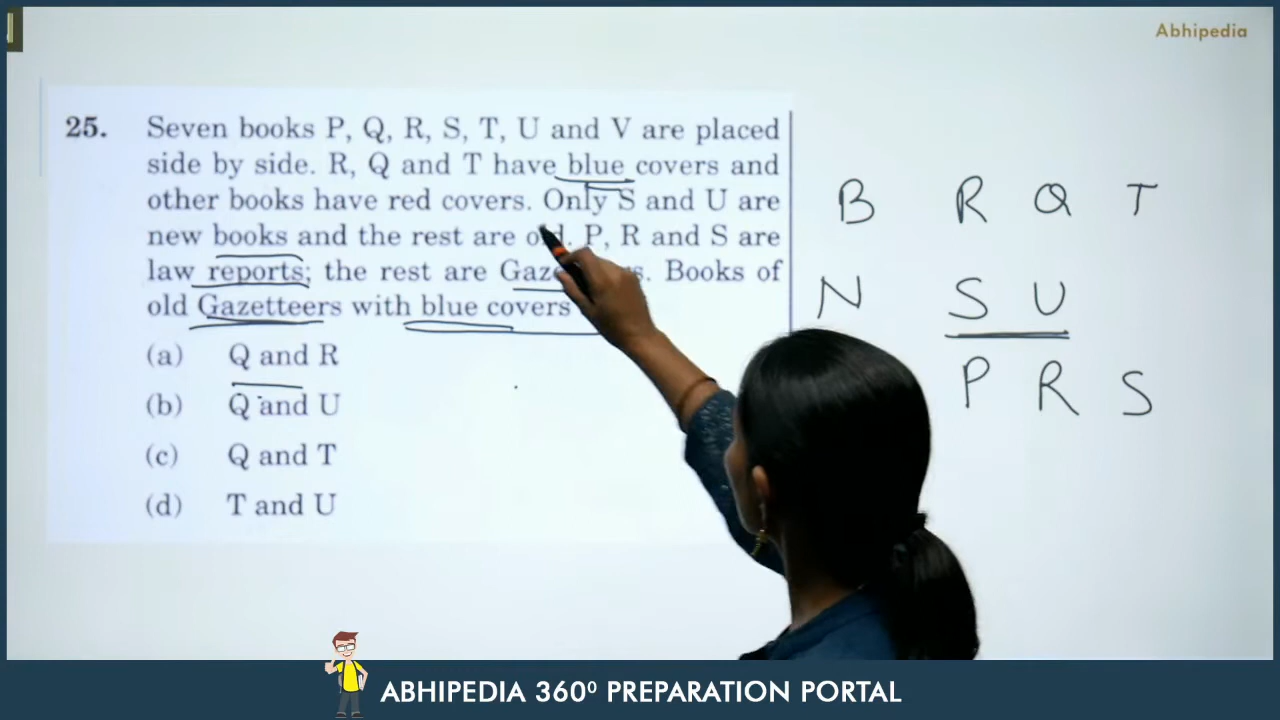 Abhipedia
25. Seven books P, Q, R, S, T, U and V are placed
side by side. R, Q and T have blue covers and
other books have red covers. Only S and U are
new books and the rest are old. P, R and S are
law reports; the rest are Books of
old Gazetteers with blue covers
(a) Q and R
(b) Q and U
(c) Q and T
(d) T and U
B R Q T
N S U
P R S
ABHIPEDIA 360⁰ PREPARATION PORTAL